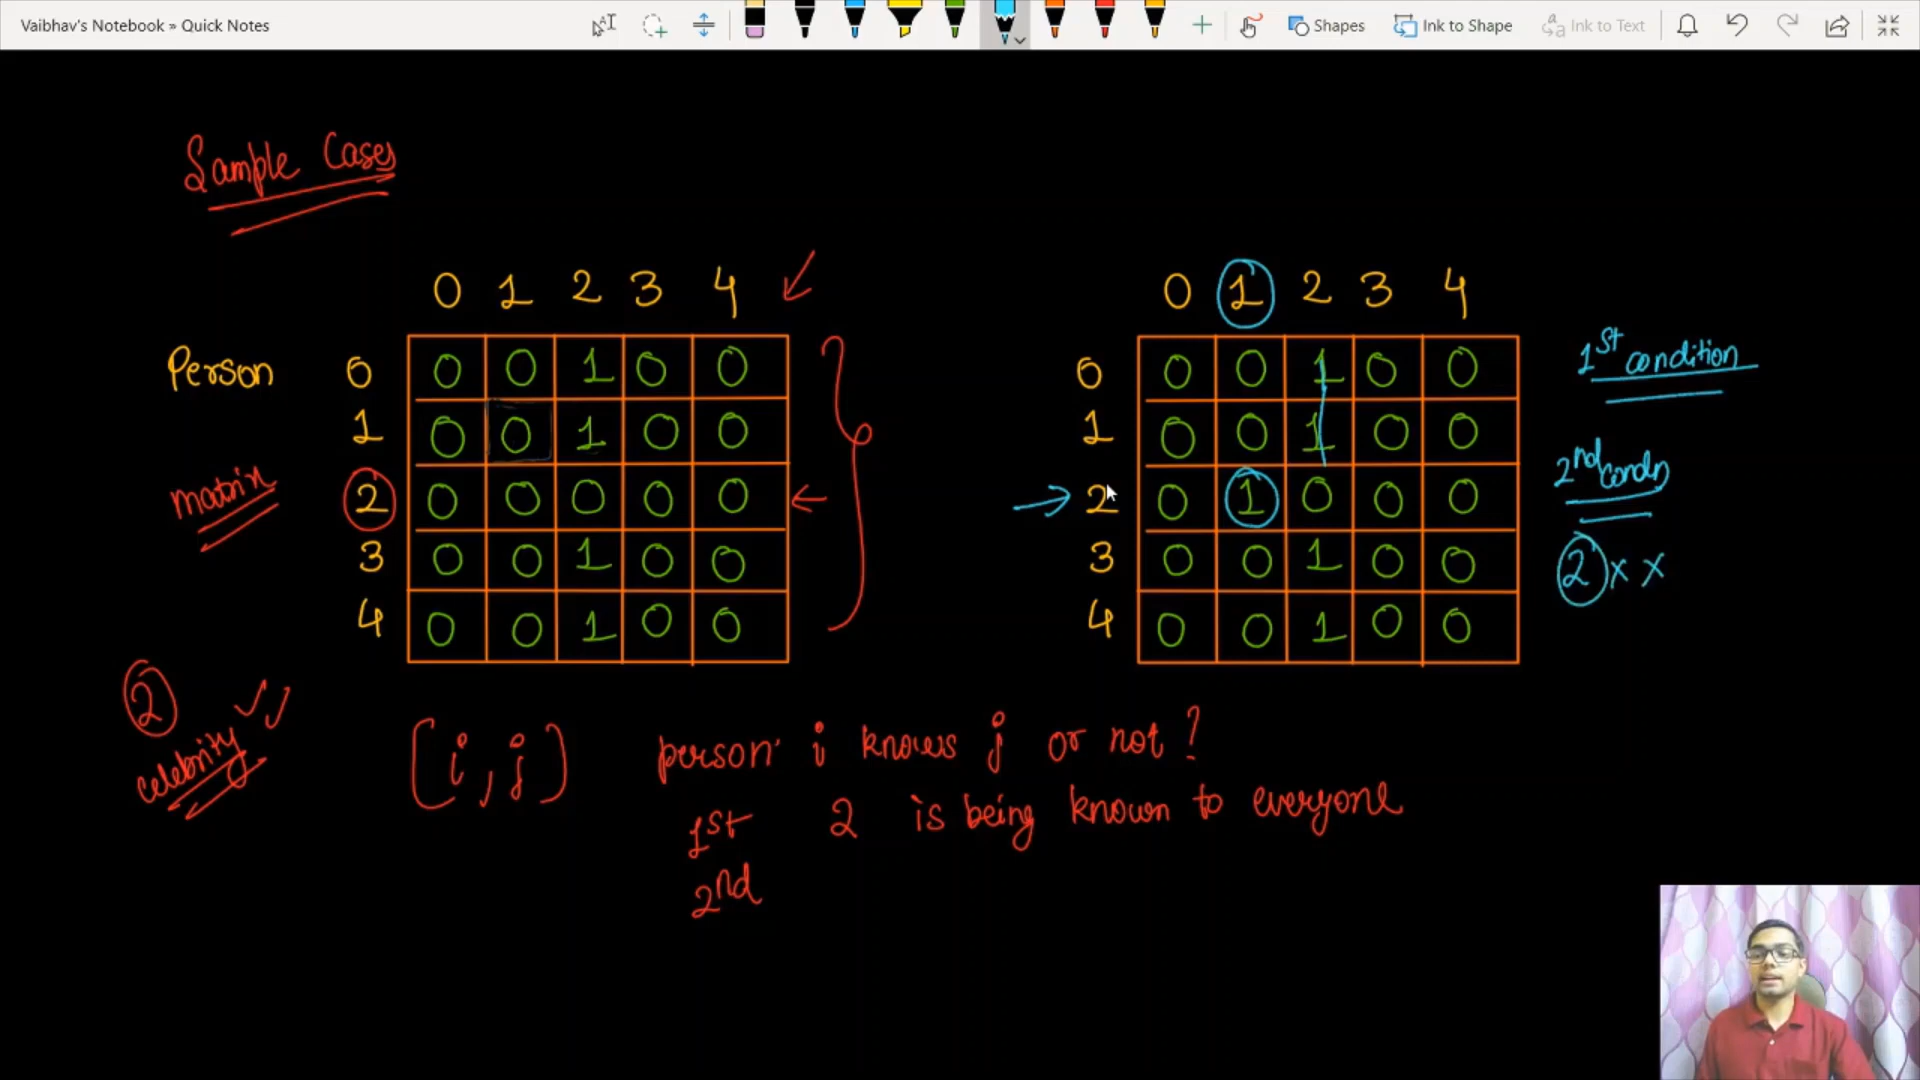 Vaibhav's Notebook » Quick Notes
Shapes
Ink to Shape
Ink to Text
Sample Cases
0 1 2 3 4
Person 0 0 0 1 0 0
1 0 0 1 0 0
matrix 2 0 0 0 0 0
3 0 0 1 0 0
4 0 0 1 0 0
0 1 2 3 4
0 0 0 1 0 0
1 0 0 1 0 0
2 0 1 0 0 0
3 0 0 1 0 0
4 0 0 1 0 0
1st condition
2nd condn
2 x x
2
celebrity
[i, j]
person i knows j or not?
1st 2 is being known to everyone
2nd